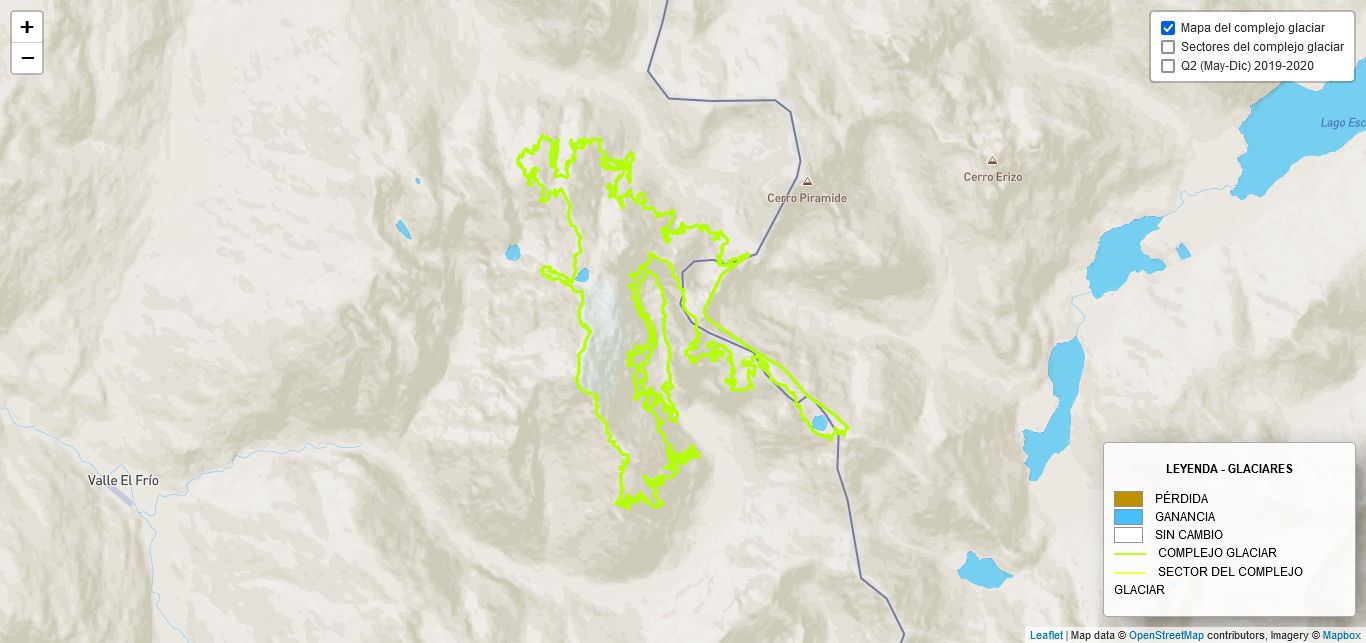 +
−
Mapa del complejo glaciar
Sectores del complejo glaciar
Q2 (May-Dic) 2019-2020
Lago Esc
Cerro Erizo
Cerro Piramide
Valle El Frío
LEYENDA - GLACIARES
PÉRDIDA
GANANCIA
SIN CAMBIO
COMPLEJO GLACIAR
SECTOR DEL COMPLEJO
GLACIAR
Leaflet | Map data © OpenStreetMap contributors, Imagery © Mapbox